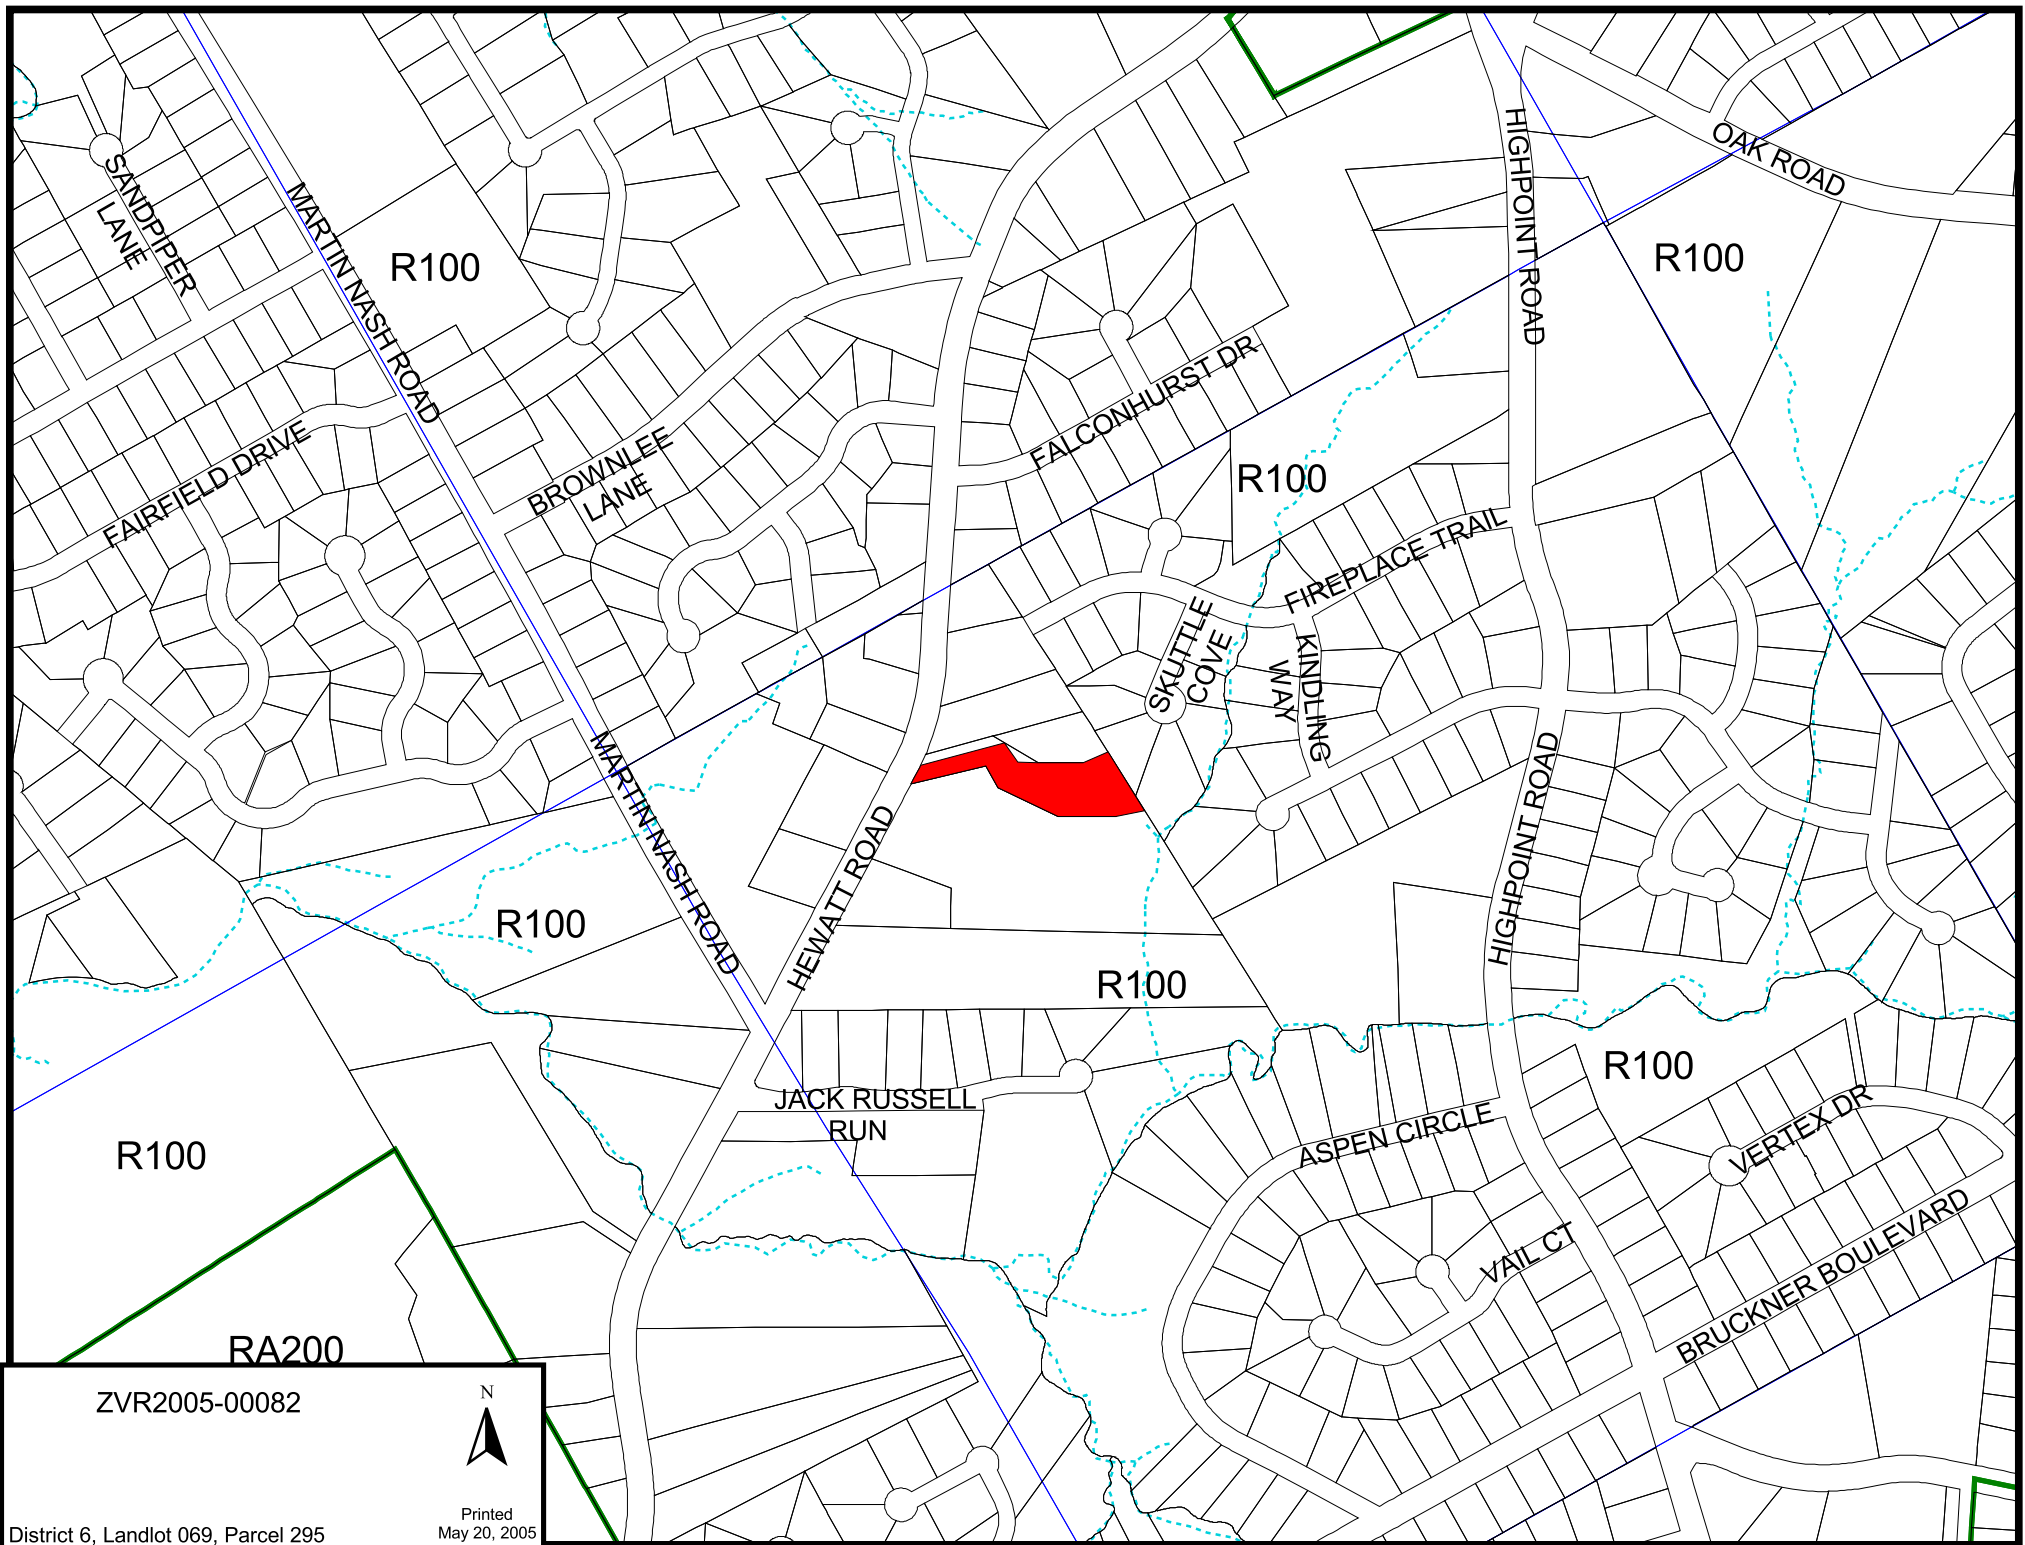 OAK ROAD
HIGHPOINT ROAD
SANDPIPER
LANE
MARTIN NASH ROAD
R100
R100
FALCONHURST DR
FAIRFIELD DRIVE
BROWNLEE
LANE
R100
FIREPLACE TRAIL
SKUTTLE
COVE
KINDLING
WAY
MARTIN NASH ROAD
HIGHPOINT ROAD
HEWATT ROAD
R100
R100
R100
JACK RUSSELL
RUN
ASPEN CIRCLE
VERTEX DR
R100
VAIL CT
BRUCKNER BOULEVARD
RA200
ZVR2005-00082
N
Printed
May 20, 2005
District 6, Landlot 069, Parcel 295